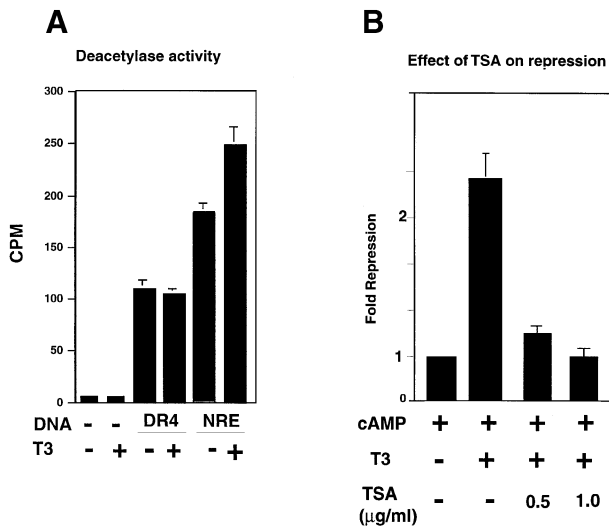 A
Deacetylase activity
300
250
200
150
100
50
0
CPM
DNA - - DR4 NRE
T3 - + - + - +
B
Effect of TSA on repression
2
1
0
Fold Repression
cAMP + + + +
T3 - + + +
TSA - - 0.5 1.0
(μg/ml)